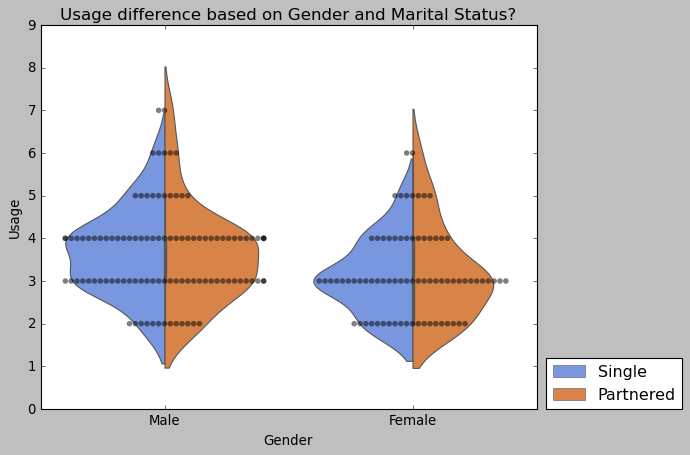 Usage difference based on Gender and Marital Status?
9
8
7
6
5
4
3
2
1
0
Usage
Male
Female
Gender
Single
Partnered